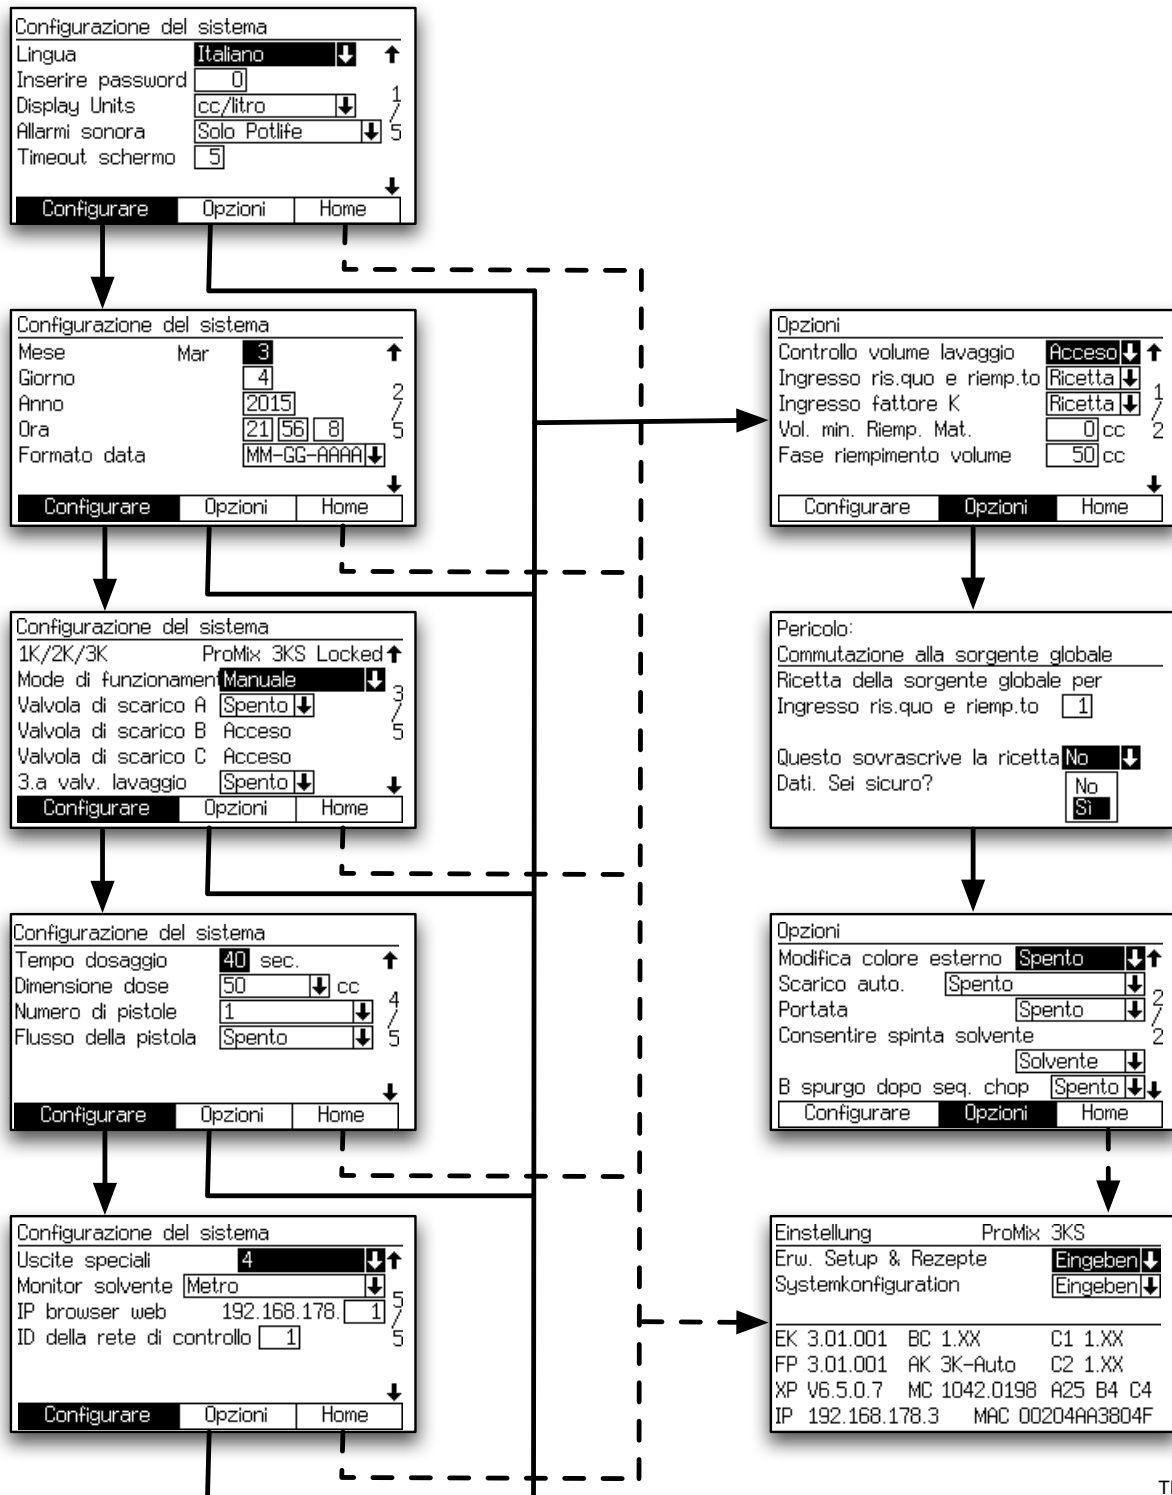 Configurazione del sistema
Lingua Italiano
Inserire password 0
Display Units cc/litro
Allarmi sonora Solo Potlife
Timeout schermo 5
1/5
Configurare Opzioni Home
Configurazione del sistema
Mese Mar 3
Giorno 4
Anno 2015
Ora 21 56 8
Formato data MM-GG-AAAA
2/5
Configurare Opzioni Home
Configurazione del sistema
1K/2K/3K ProMix 3KS Locked
Mode di funzionament Manuale
Valvola di scarico A Spento
Valvola di scarico B Acceso
Valvola di scarico C Acceso
3.a valv. lavaggio Spento
3/5
Configurare Opzioni Home
Configurazione del sistema
Tempo dosaggio 40 sec.
Dimensione dose 50 cc
Numero di pistole 1
Flusso della pistola Spento
4/5
Configurare Opzioni Home
Configurazione del sistema
Uscite speciali 4
Monitor solvente Metro
IP browser web 192.168.178. 1
ID della rete di controllo 1
5/5
Configurare Opzioni Home
Opzioni
Controllo volume lavaggio Acceso
Ingresso ris.quo e riemp.to Ricetta
Ingresso fattore K Ricetta
Vol. min. Riemp. Mat. 0 cc
Fase riempimento volume 50 cc
1/2
Configurare Opzioni Home
Pericolo:
Commutazione alla sorgente globale
Ricetta della sorgente globale per
Ingresso ris.quo e riemp.to 1
Questo sovrascrive la ricetta No
Dati. Sei sicuro? No
Sì
Opzioni
Modifica colore esterno Spento
Scarico auto. Spento
Portata Spento
Consentire spinta solvente
Solvente
B spurgo dopo seq. chop Spento
2/2
Configurare Opzioni Home
Einstellung ProMix 3KS
Erw. Setup & Rezepte Eingeben
Systemkonfiguration Eingeben
EK 3.01.001 BC 1.XX C1 1.XX
FP 3.01.001 AK 3K-Auto C2 1.XX
XP V6.5.0.7 MC 1042.0198 A25 B4 C4
IP 192.168.178.3 MAC 00204AA3804F